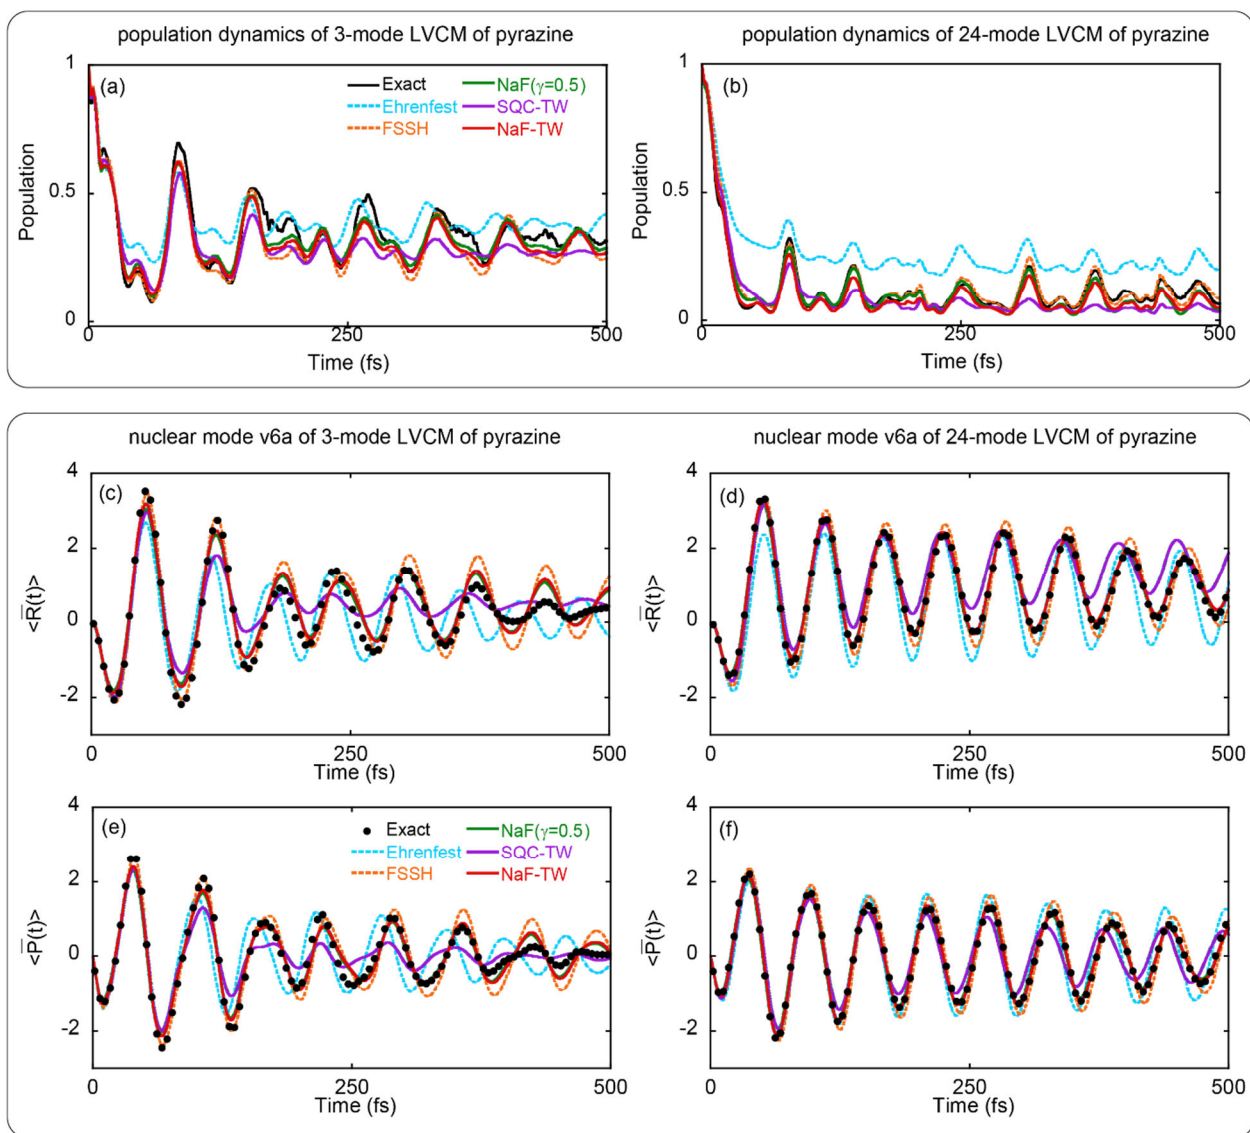 population dynamics of 3-mode LVCM of pyrazine
population dynamics of 24-mode LVCM of pyrazine
(a)
Exact
Ehrenfest
FSSH
NaF(γ=0.5)
SQC-TW
NaF-TW
1
0.5
0
Population
0
250
500
Time (fs)
(b)
1
0.5
0
Population
0
250
500
Time (fs)
nuclear mode v6a of 3-mode LVCM of pyrazine
nuclear mode v6a of 24-mode LVCM of pyrazine
(c)
4
2
0
-2
<R̅(t)>
0
250
500
Time (fs)
(d)
4
2
0
-2
<R̅(t)>
0
250
500
Time (fs)
(e)
Exact
Ehrenfest
FSSH
NaF(γ=0.5)
SQC-TW
NaF-TW
4
2
0
-2
<P̅(t)>
0
250
500
Time (fs)
(f)
4
2
0
-2
<P̅(t)>
0
250
500
Time (fs)